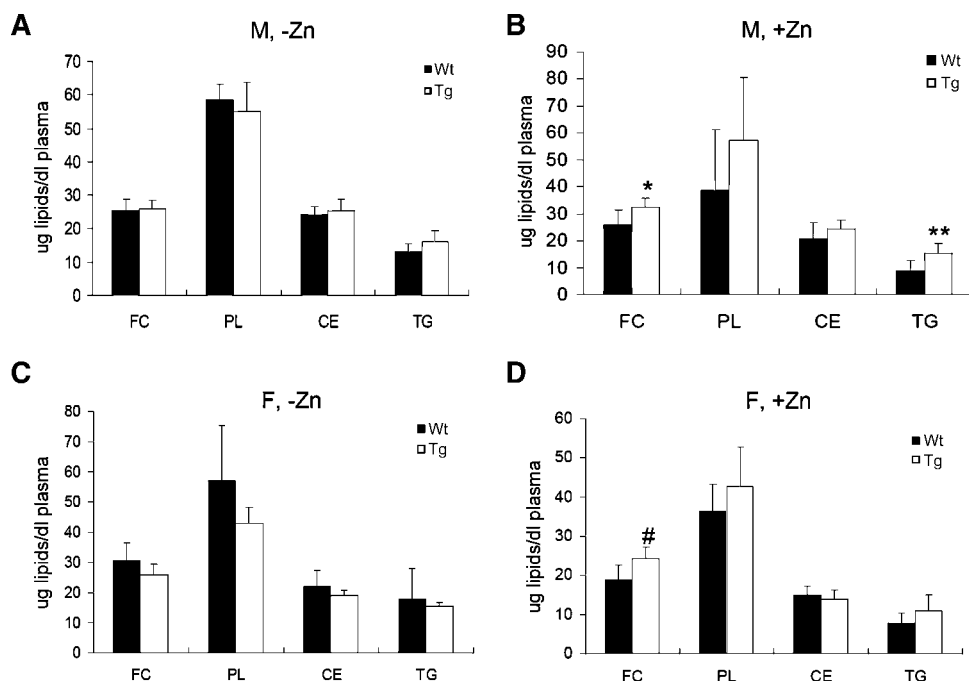 A
M, -Zn
ug lipids/dl plasma
70
60
50
40
30
20
10
0
Wt
Tg
FC PL CE TG
B
M, +Zn
ug lipids/dl plasma
90
80
70
60
50
40
30
20
10
0
Wt
Tg
*
**
FC PL CE TG
C
F, -Zn
ug lipids/dl plasma
80
70
60
50
40
30
20
10
0
Wt
Tg
FC PL CE TG
D
F, +Zn
ug lipids/dl plasma
60
50
40
30
20
10
0
Wt
Tg
#
FC PL CE TG